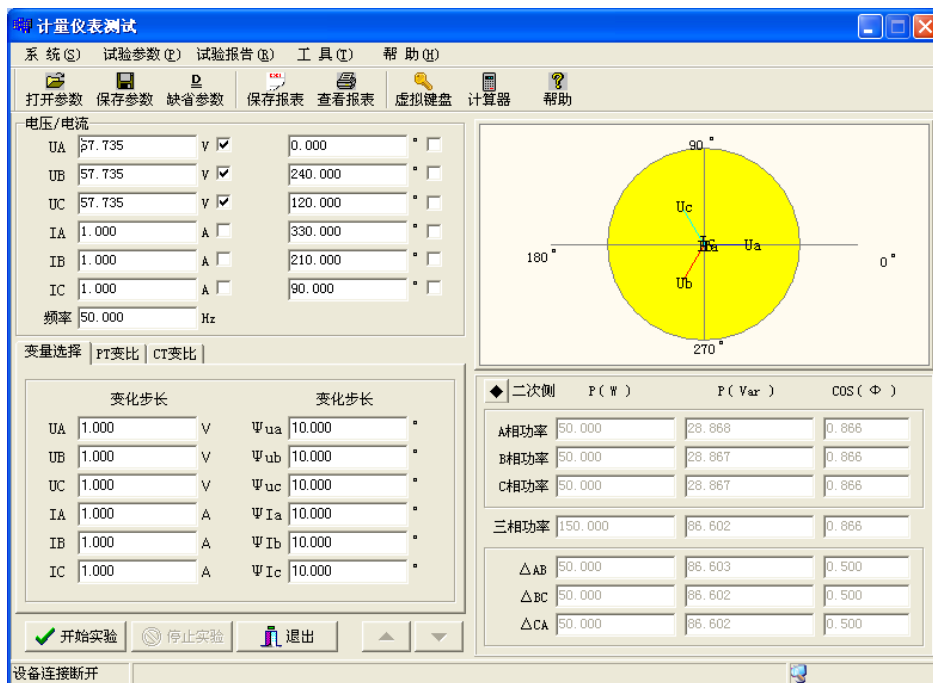 计量仪表测试
系 统(S) 试验参数(P) 试验报告(R) 工 具(T) 帮 助(H)
打开参数 保存参数 缺省参数 保存报表 查看报表 虚拟键盘 计算器 帮助
电压/电流
UA 57.735 V 0.000 °
UB 57.735 V 240.000 °
UC 57.735 V 120.000 °
IA 1.000 A 330.000 °
IB 1.000 A 210.000 °
IC 1.000 A 90.000 °
频率 50.000 Hz
90°
Uc
180° Ua 0°
Ub
270°
变量选择 PT变比 CT变比
变化步长 变化步长
UA 1.000 V Ψua 10.000 °
UB 1.000 V Ψub 10.000 °
UC 1.000 V Ψuc 10.000 °
IA 1.000 A ΨIa 10.000 °
IB 1.000 A ΨIb 10.000 °
IC 1.000 A ΨIc 10.000 °
◆ 二次侧 P( W ) P( Var ) COS( Φ )
A相功率 50.000 28.868 0.866
B相功率 50.000 28.867 0.866
C相功率 50.000 28.867 0.866
三相功率 150.000 86.602 0.866
△AB 50.000 86.603 0.500
△BC 50.000 86.602 0.500
△CA 50.000 86.602 0.500
开始实验 停止实验 退出
设备连接断开